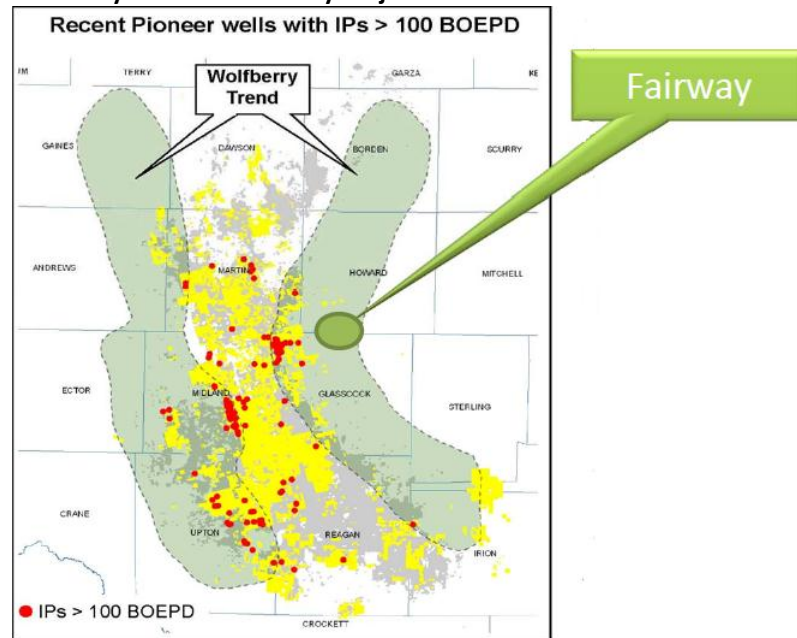 Recent Pioneer wells with IPs > 100 BOEPD
Fairway
TERRY
GARZA
Wolfberry
Trend
GAINES
DAWSON
BORDEN
SCURRY
ANDREWS
MARTIN
HOWARD
MITCHELL
ECTOR
MIDLAND
GLASSCOCK
STERLING
CRANE
UPTON
REAGAN
IRION
IPs > 100 BOEPD
CROCKETT